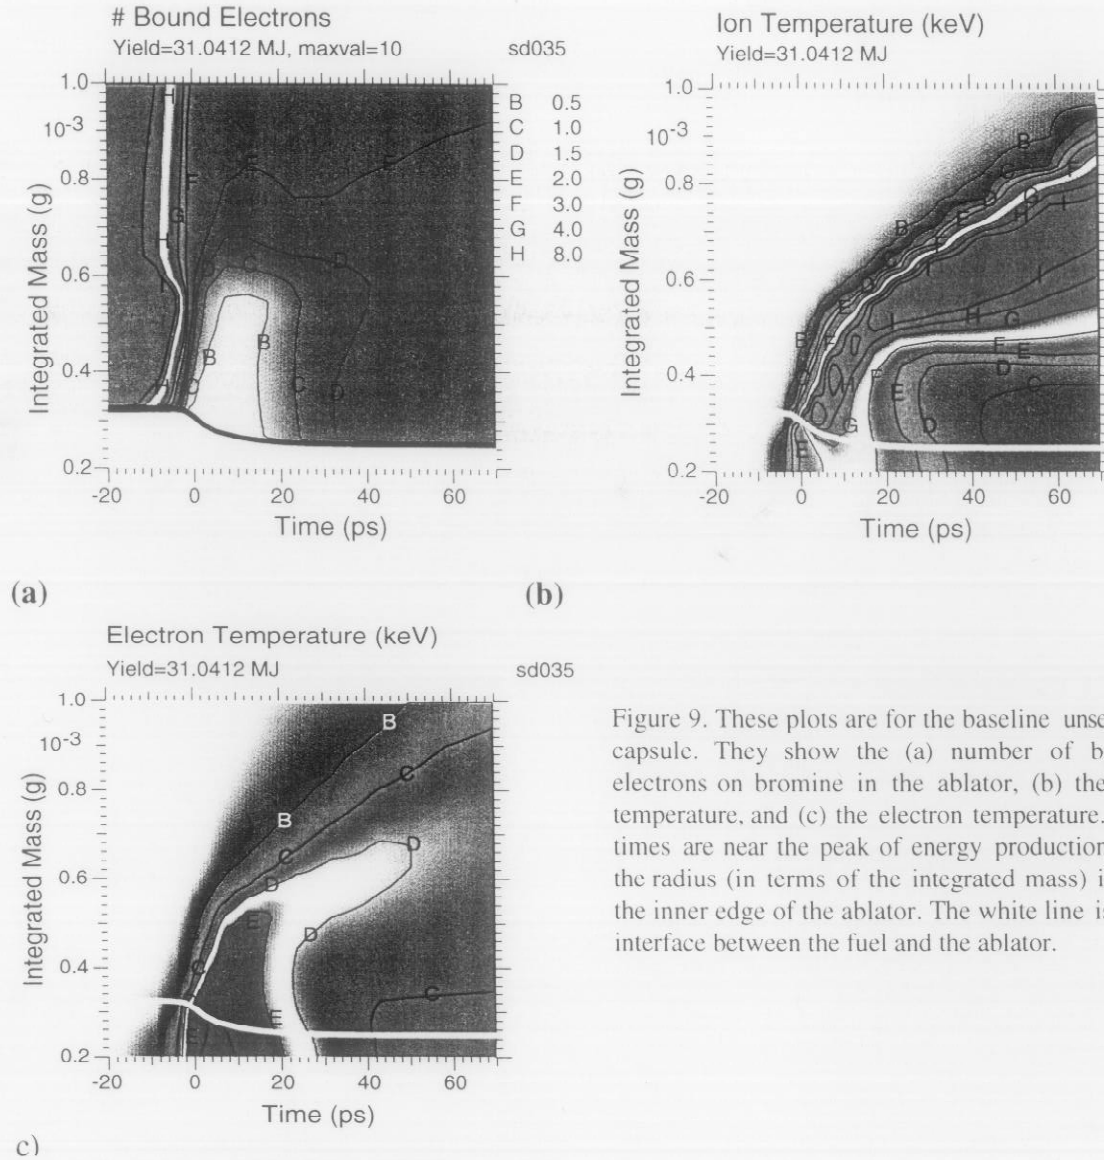 # Bound Electrons
Yield=31.0412 MJ, maxval=10 sd035
Integrated Mass (g)
1.0
10⁻³
0.8
0.6
0.4
0.2
-20 0 20 40 60
Time (ps)
B 0.5
C 1.0
D 1.5
E 2.0
F 3.0
G 4.0
H 8.0
(a)
Ion Temperature (keV)
Yield=31.0412 MJ
-20 0 20 40 60
Integrated Mass (g)
1.0
10⁻³
0.8
0.6
0.4
0.2
-20 0 20 40 60
Time (ps)
(b)
Electron Temperature (keV)
Yield=31.0412 MJ sd035
Integrated Mass (g)
1.0
10⁻³
0.8
0.6
0.4
0.2
-20 0 20 40 60
Time (ps)
c)
Figure 9. These plots are for the baseline unse
capsule. They show the (a) number of b
electrons on bromine in the ablator, (b) the
temperature, and (c) the electron temperature.
times are near the peak of energy production
the radius (in terms of the integrated mass) i
the inner edge of the ablator. The white line is
interface between the fuel and the ablator.